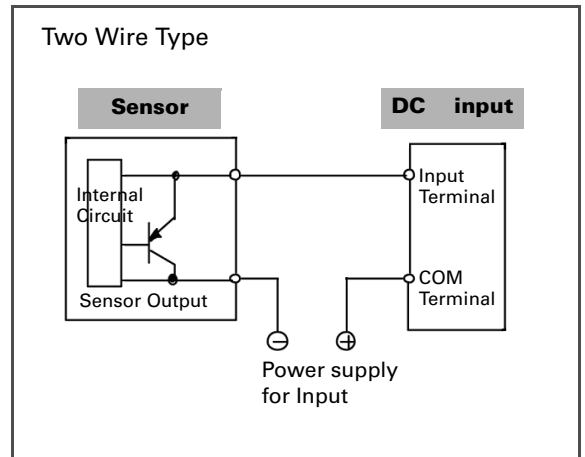 Two Wire Type
Sensor
DC input
Internal
Circuit
Sensor Output
Input
Terminal
COM
Terminal
Power supply
for Input